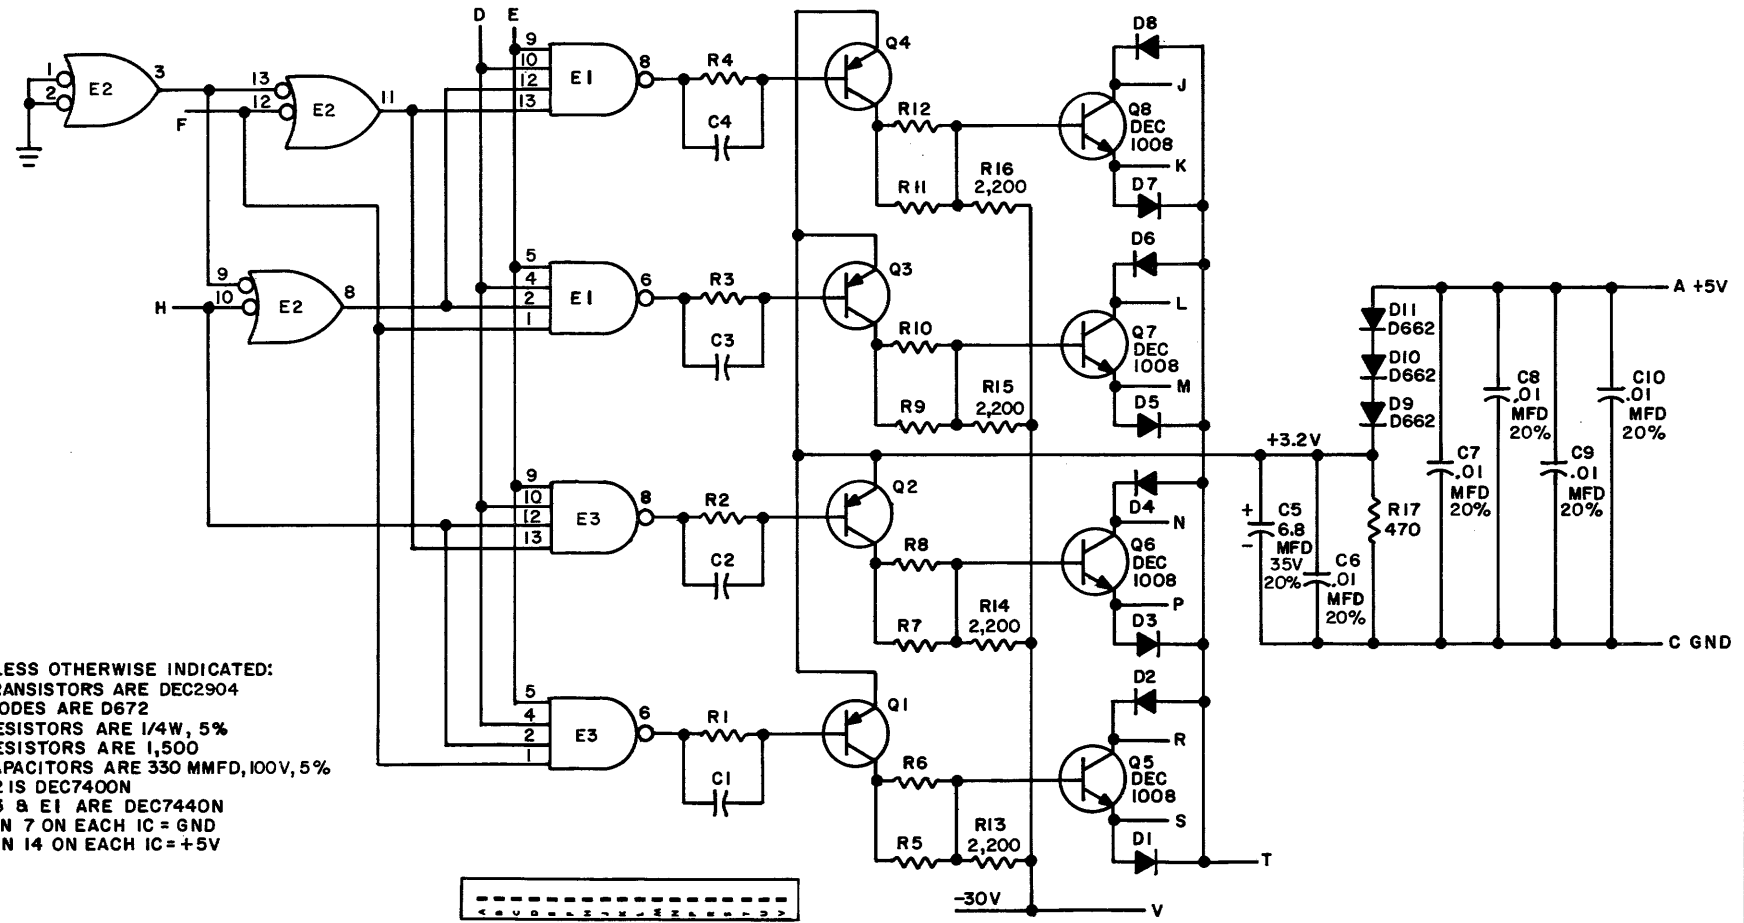 D E
D8
9
10
12
13
E1
8
R4
C4
Q4
J
1
2
E2
3
13
12
E2
11
F
R12
Q8
DEC
1008
K
R11
R16
2,200
D7
D6
9
10
H
E2
8
5
4
2
1
E1
6
R3
C3
Q3
L
R10
Q7
DEC
1008
M
R9
R15
2,200
D5
A +5V
D11
D662
D10
D662
D9
D662
C8
.01
MFD
20%
C10
.01
MFD
20%
+3.2V
C7
.01
MFD
20%
C9
.01
MFD
20%
9
10
12
13
E3
8
R2
C2
Q2
D4
N
R8
Q6
DEC
1008
P
R7
R14
2,200
D3
+
-
C5
6.8
MFD
35V
20%
C6
.01
MFD
20%
R17
470
C GND
LESS OTHERWISE INDICATED:
RANSISTORS ARE DEC2904
ODES ARE D672
ESISTORS ARE 1/4W, 5%
ESISTORS ARE 1,500
APACITORS ARE 330 MMFD, 100V, 5%
2 IS DEC7400N
3 & E1 ARE DEC7440N
IN 7 ON EACH IC = GND
IN 14 ON EACH IC = +5V
5
4
2
1
E3
6
R1
C1
Q1
D2
R
R6
Q5
DEC
1008
S
R5
R13
2,200
D1
T
-30V
V
A B C D E F H J K L M N P R S T U V